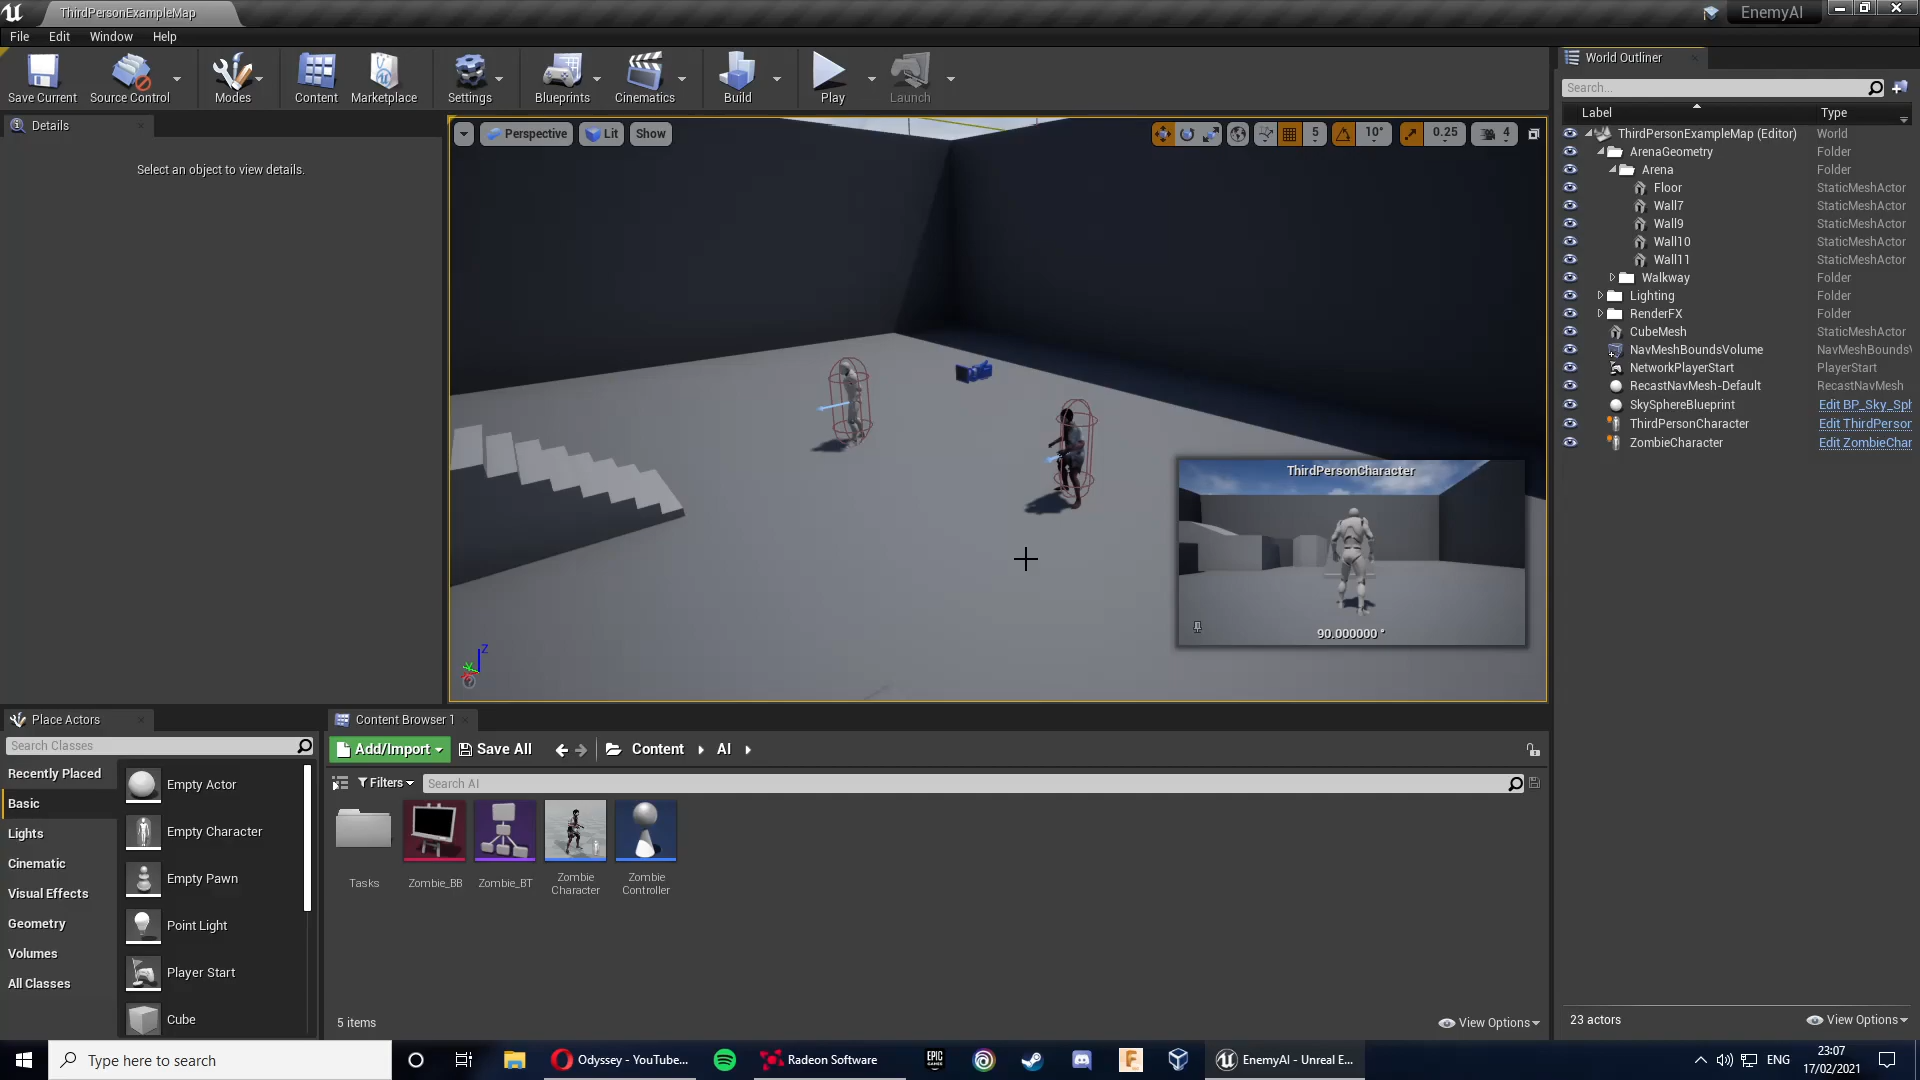 ThirdPersonExampleMap
EnemyAI
File Edit Window Help
Save Current
Source Control
Modes
Content
Marketplace
Settings
Blueprints
Cinematics
Build
Play
Launch
Details
Select an object to view details.
Perspective
Lit
Show
5
10°
0.25
4
ThirdPersonCharacter
90.000000 °
Z
World Outliner
Search...
Label Type
ThirdPersonExampleMap (Editor) World
ArenaGeometry Folder
Arena Folder
Floor StaticMeshActor
Wall7 StaticMeshActor
Wall9 StaticMeshActor
Wall10 StaticMeshActor
Wall11 StaticMeshActor
Walkway Folder
Lighting Folder
RenderFX Folder
CubeMesh StaticMeshActor
NavMeshBoundsVolume NavMeshBoundsV
NetworkPlayerStart PlayerStart
RecastNavMesh-Default RecastNavMesh
SkySphereBlueprint Edit BP_Sky_Sph
ThirdPersonCharacter Edit ThirdPerson
ZombieCharacter Edit ZombieChar
23 actors
View Options
Place Actors
Search Classes
Recently Placed
Basic
Lights
Cinematic
Visual Effects
Geometry
Volumes
All Classes
Empty Actor
Empty Character
Empty Pawn
Point Light
Player Start
Cube
Content Browser 1
Add/Import
Save All
Content
AI
Filters
Search AI
Tasks
Zombie_BB
Zombie_BT
Zombie
Character
Zombie
Controller
5 items
View Options
Type here to search
Odyssey - YouTube...
Radeon Software
EPIC
EnemyAI - Unreal E...
ENG
23:07
17/02/2021